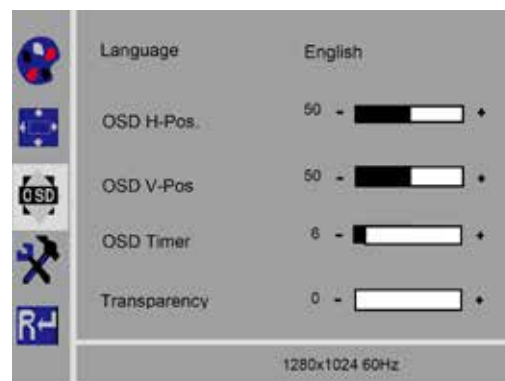 Language English
OSD H-Pos. 50 - +
OSD V-Pos 50 - +
OSD
OSD Timer 6 - +
Transparency 0 - +
R
1280x1024 60Hz